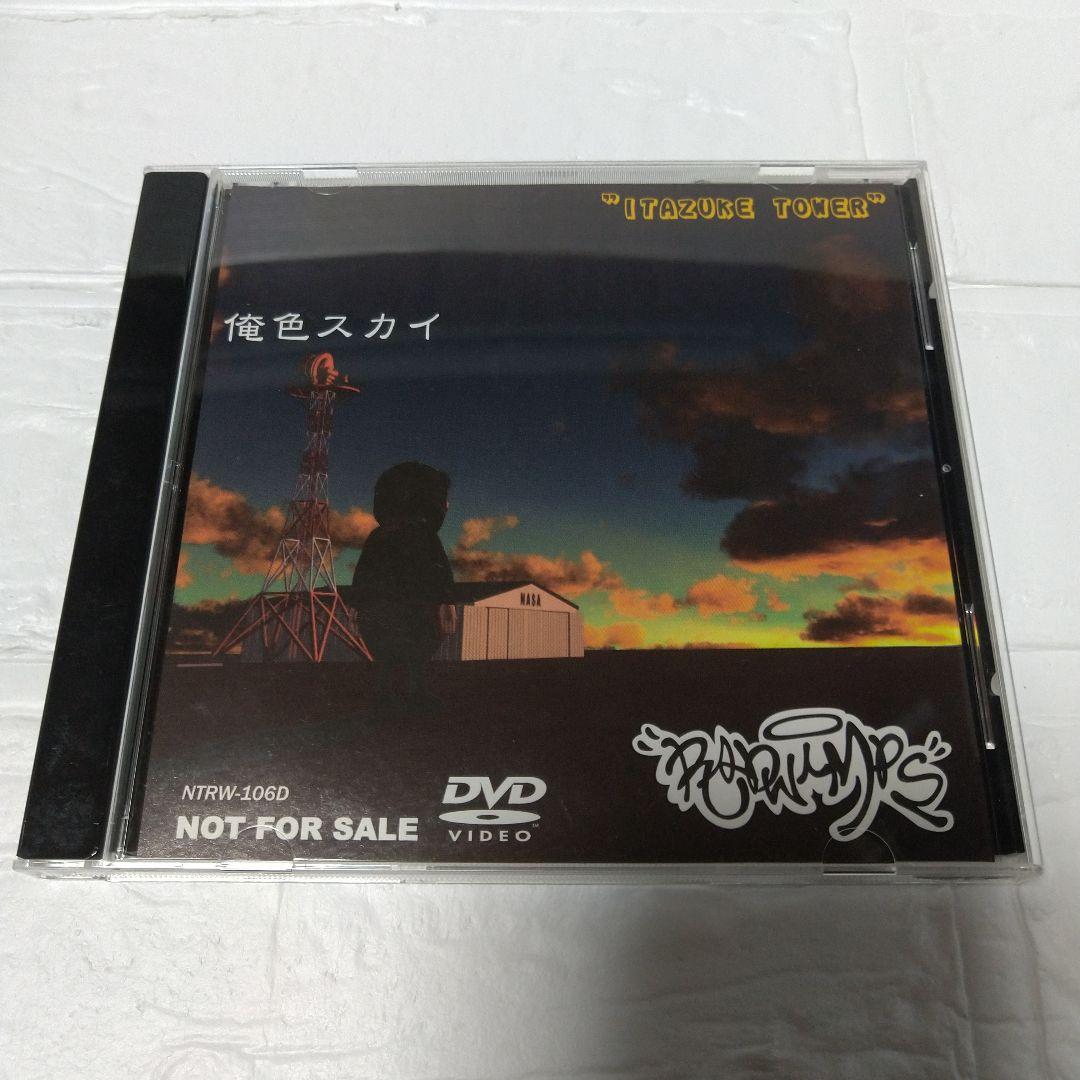 "ITAZUKE TOWER"
俺色スカイ
NASA
NTRW-106D
NOT FOR SALE
DVD
VIDEO